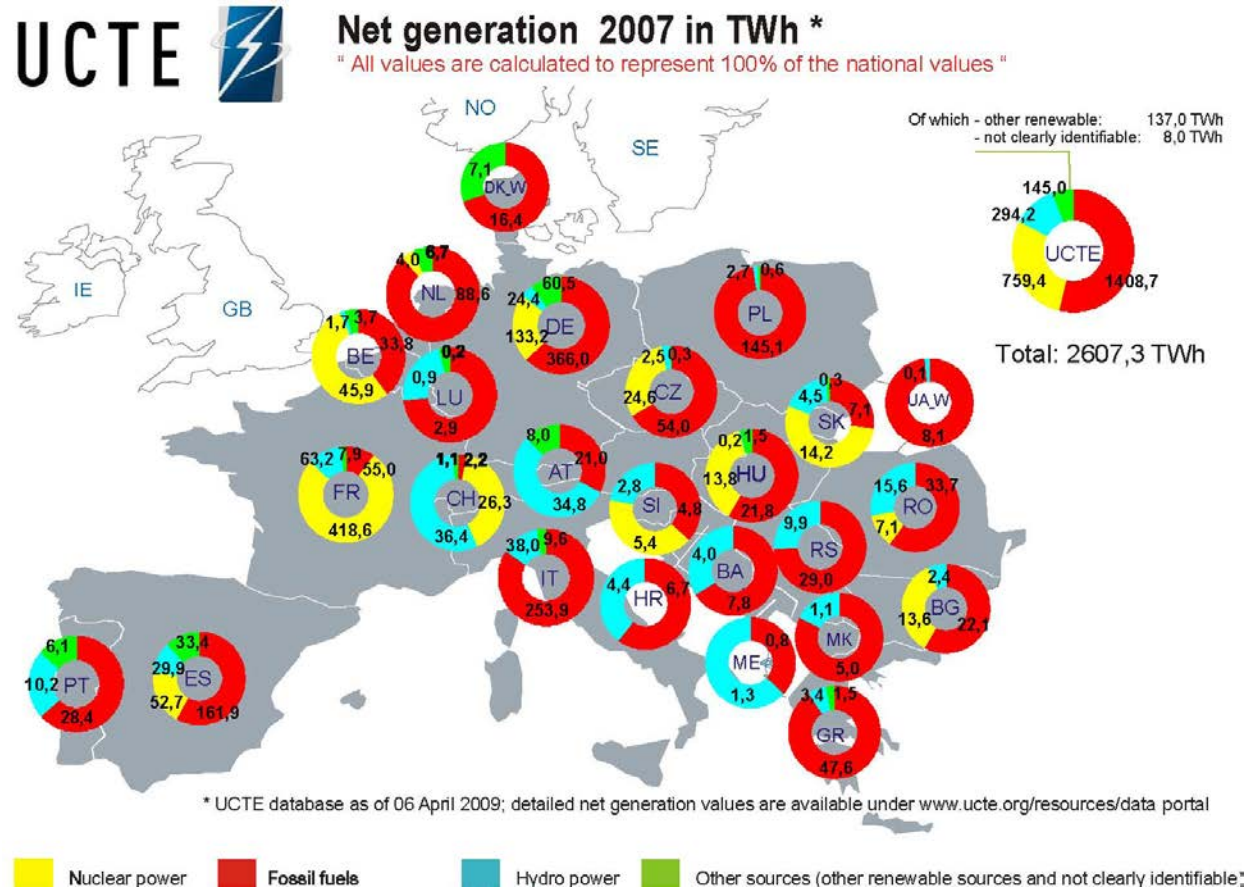 UCTE
Net generation 2007 in TWh *
" All values are calculated to represent 100% of the national values "
Of which - other renewable: 137,0 TWh
- not clearly identifiable: 8,0 TWh
145,0
294,2
UCTE
759,4
1408,7
Total: 2607,3 TWh
NO
SE
IE
GB
7,1
DK_W
16,4
4,0
6,7
NL
88,6
60,5
24,4
DE
133,2
366,0
2,7
0,6
PL
145,1
1,7
3,7
BE
33,8
45,9
0,2
0,9
LU
2,9
2,5
0,3
CZ
24,6
54,0
0,3
4,5
7,1
SK
14,2
0,1
UA_W
8,1
63,2
7,9
55,0
FR
418,6
1,1
2,2
CH
26,3
36,4
8,0
AT
21,0
34,8
2,8
SI
4,8
5,4
0,2
1,5
HU
13,8
21,8
15,6
33,7
RO
7,1
9,9
RS
29,0
38,0
9,6
IT
253,9
4,4
HR
6,7
4,0
BA
7,8
2,4
BG
13,6
22,1
1,1
MK
5,0
0,8
ME
1,3
6,1
PT
10,2
28,4
33,4
29,9
ES
52,7
161,9
3,4
1,5
GR
47,6
* UCTE database as of 06 April 2009; detailed net generation values are available under www.ucte.org/resources/data portal
Nuclear power
Fossil fuels
Hydro power
Other sources (other renewable sources and not clearly identifiable*